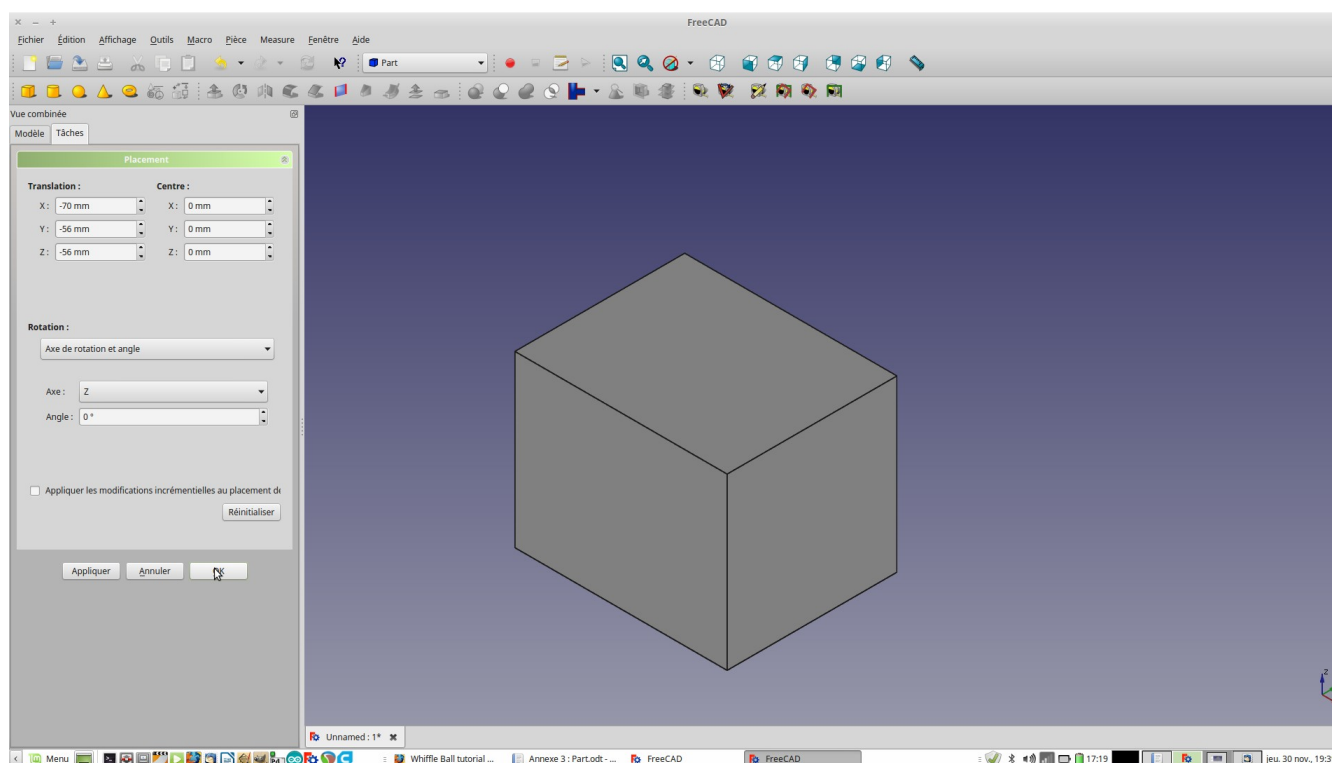 FreeCAD
Fichier Édition Affichage Outils Macro Pièce Measure Fenêtre Aide
Part
Vue combinée
Modèle Tâches
Placement
Translation : Centre :
X : -70 mm X : 0 mm
Y : -56 mm Y : 0 mm
Z : -56 mm Z : 0 mm
Rotation :
Axe de rotation et angle
Axe : Z
Angle : 0 °
Appliquer les modifications incrémentielles au placement de
Réinitialiser
Appliquer Annuler OK
Z
Unnamed : 1*
Menu Whiffle Ball tutorial ... Annexe 3 : Part.odt - ... FreeCAD FreeCAD 17:19 jeu. 30 nov., 19:3